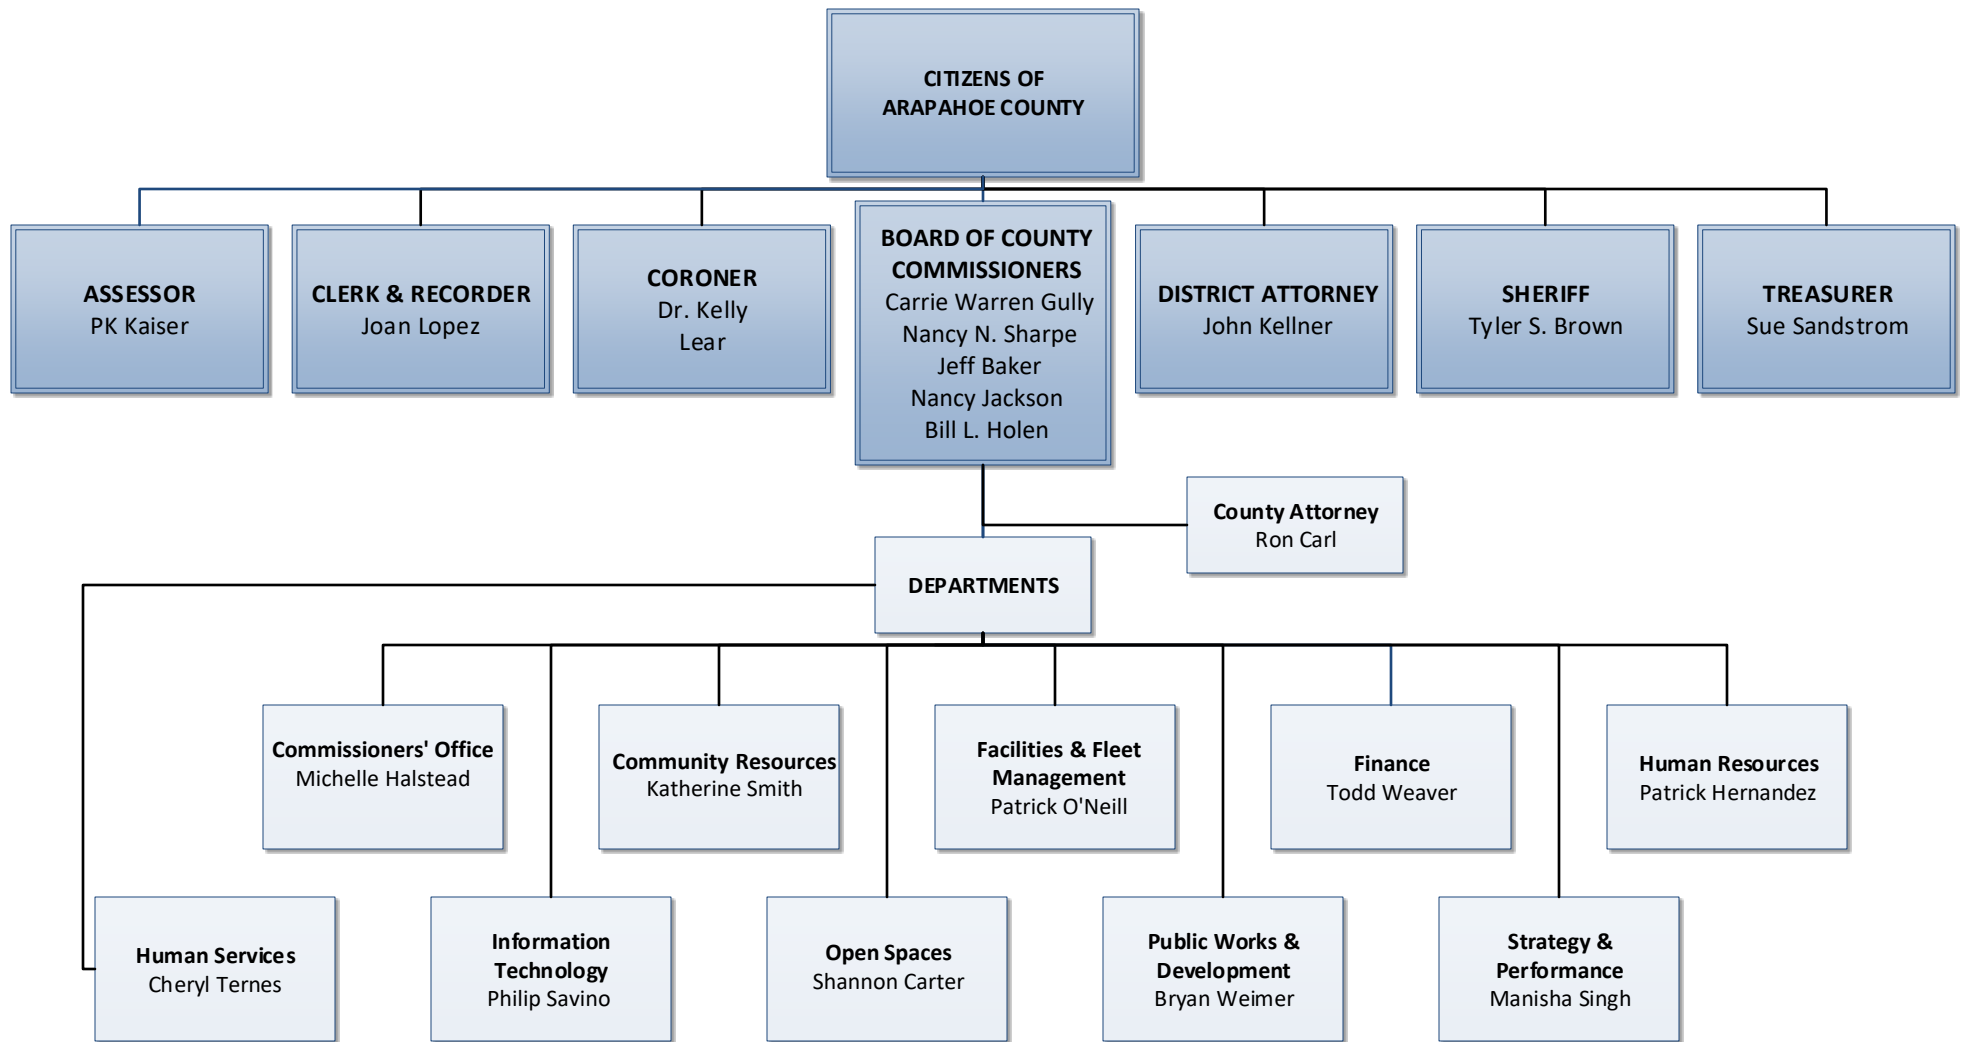 CITIZENS OF
ARAPAHOE COUNTY
ASSESSOR
PK Kaiser
CLERK & RECORDER
Joan Lopez
CORONER
Dr. Kelly
Lear
BOARD OF COUNTY
COMMISSIONERS
Carrie Warren Gully
Nancy N. Sharpe
Jeff Baker
Nancy Jackson
Bill L. Holen
DISTRICT ATTORNEY
John Kellner
SHERIFF
Tyler S. Brown
TREASURER
Sue Sandstrom
County Attorney
Ron Carl
DEPARTMENTS
Commissioners' Office
Michelle Halstead
Community Resources
Katherine Smith
Facilities & Fleet
Management
Patrick O'Neill
Finance
Todd Weaver
Human Resources
Patrick Hernandez
Human Services
Cheryl Ternes
Information
Technology
Philip Savino
Open Spaces
Shannon Carter
Public Works &
Development
Bryan Weimer
Strategy &
Performance
Manisha Singh